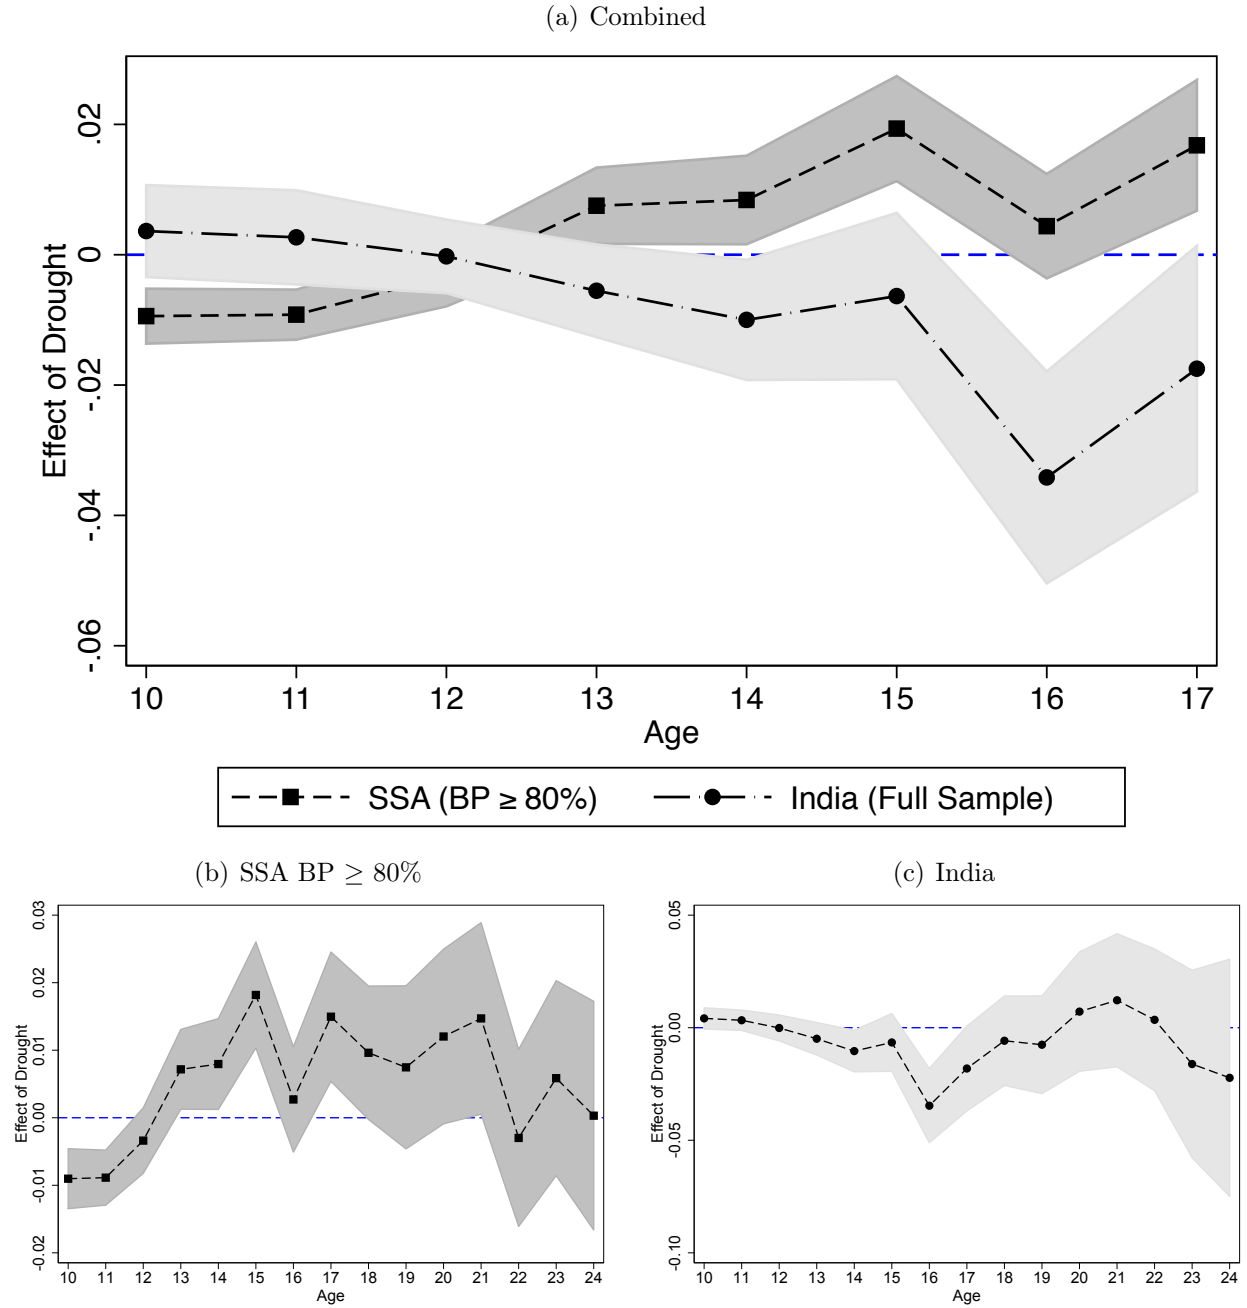 (a) Combined
.02
0
-.02
-.04
-.06
Effect of Drought
10 11 12 13 14 15 16 17
Age
SSA (BP ≥ 80%) India (Full Sample)
(b) SSA BP ≥ 80%
0.03
0.02
0.01
0.00
-0.01
-0.02
Effect of Drought
10 11 12 13 14 15 16 17 18 19 20 21 22 23 24
Age
(c) India
0.05
0.00
-0.05
-0.10
Effect of Drought
10 11 12 13 14 15 16 17 18 19 20 21 22 23 24
Age